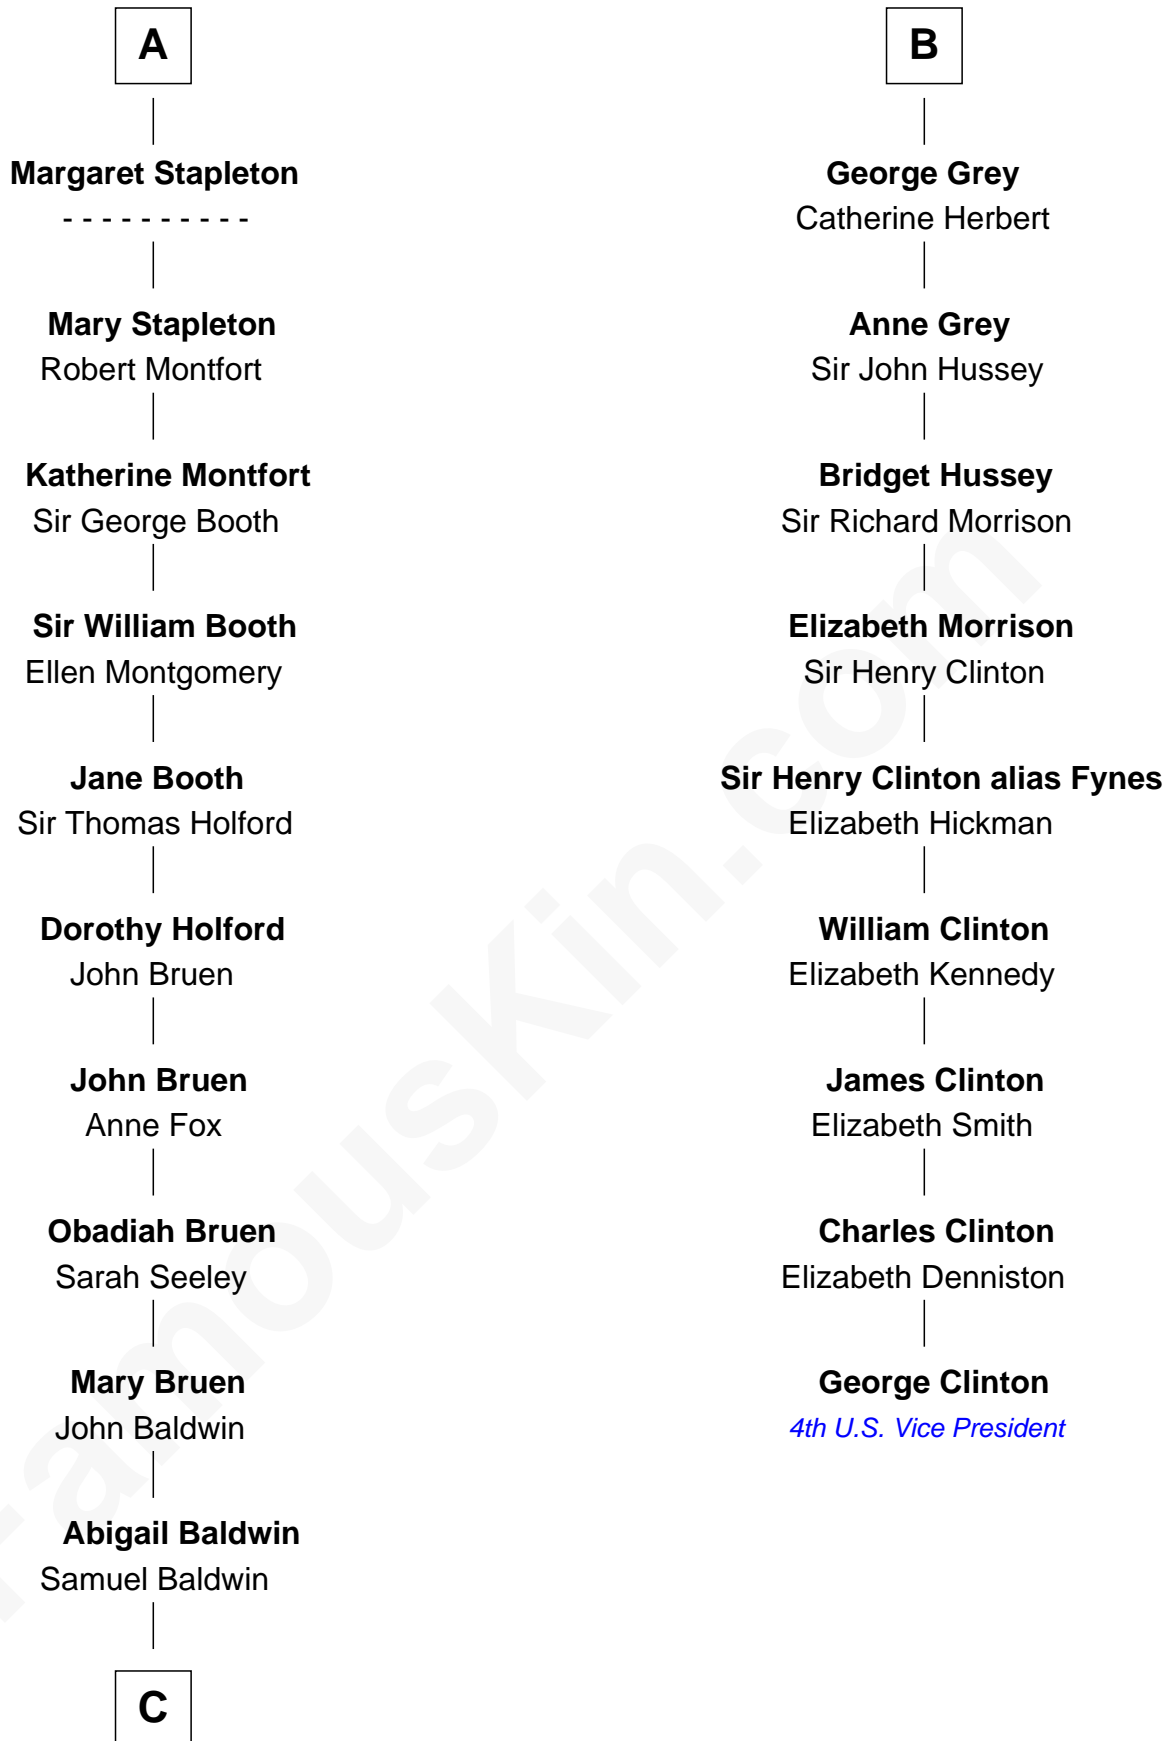 A
Margaret Stapleton
- - - - - - - - - -
Mary Stapleton
Robert Montfort
Katherine Montfort
Sir George Booth
Sir William Booth
Ellen Montgomery
Jane Booth
Sir Thomas Holford
Dorothy Holford
John Bruen
John Bruen
Anne Fox
Obadiah Bruen
Sarah Seeley
Mary Bruen
John Baldwin
Abigail Baldwin
Samuel Baldwin
C
B
George Grey
Catherine Herbert
Anne Grey
Sir John Hussey
Bridget Hussey
Sir Richard Morrison
Elizabeth Morrison
Sir Henry Clinton
Sir Henry Clinton alias Fynes
Elizabeth Hickman
William Clinton
Elizabeth Kennedy
James Clinton
Elizabeth Smith
Charles Clinton
Elizabeth Denniston
George Clinton
4th U.S. Vice President
FamousKin.com